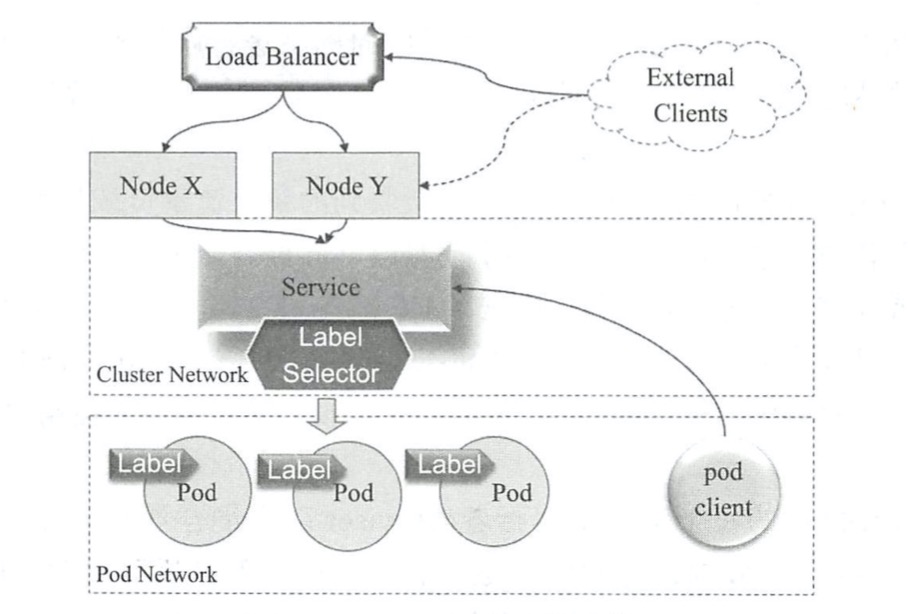 Load Balancer
External
Clients
Node X
Node Y
Service
Label
Selector
Cluster Network
Label
Pod
Label
Pod
Label
Pod
pod
client
Pod Network